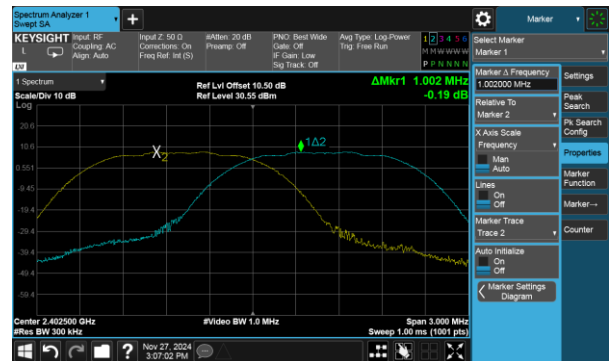 Spectrum Analyzer 1
Swept SA
+
Marker
KEYSIGHT
Input: RF
Coupling: AC
Align: Auto
Input Z: 50 Ω
Corrections: On
Freq Ref: Int (S)
#Atten: 20 dB
Preamp: Off
PNO: Best Wide
Gate: Off
IF Gain: Low
Sig Track: Off
Avg Type: Log-Power
Trig: Free Run
1 2 3 4 5 6
M M W W W W
P P N N N N
L
LXI
1 Spectrum
Scale/Div 10 dB
Log
Ref Lvl Offset 10.50 dB
Ref Level 30.55 dBm
ΔMkr1 1.002 MHz
-0.19 dB
20.6
10.6
0.551
-9.45
-19.4
-29.4
-39.4
-49.4
-59.4
X2
1Δ2
Center 2.402500 GHz
#Res BW 300 kHz
#Video BW 1.0 MHz
Span 3.000 MHz
Sweep 1.00 ms (1001 pts)
Nov 27, 2024
3:07:02 PM
?
Select Marker
Marker 1
Marker Δ Frequency
1.002000 MHz
Relative To
Marker 2
X Axis Scale
Frequency
Man
Auto
Lines
On
Off
Marker Trace
Trace 2
Auto Initialize
On
Off
Marker Settings
Diagram
Settings
Peak
Search
Pk Search
Config
Properties
Marker
Function
Marker→
Counter